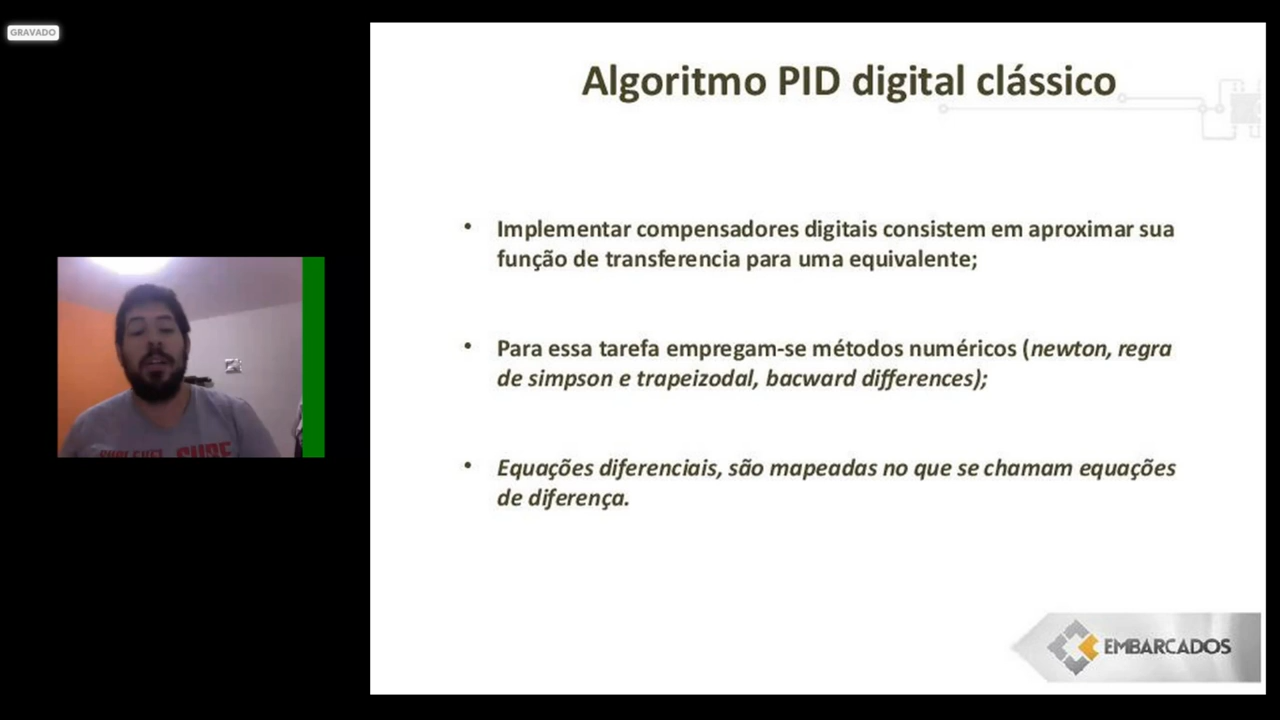 GRAVADO
Algoritmo PID digital clássico
• Implementar compensadores digitais consistem em aproximar sua
função de transferencia para uma equivalente;
• Para essa tarefa empregam-se métodos numéricos (newton, regra
de simpson e trapeizodal, bacward differences);
• Equações diferenciais, são mapeadas no que se chamam equações
de diferença.
EMBARCADOS